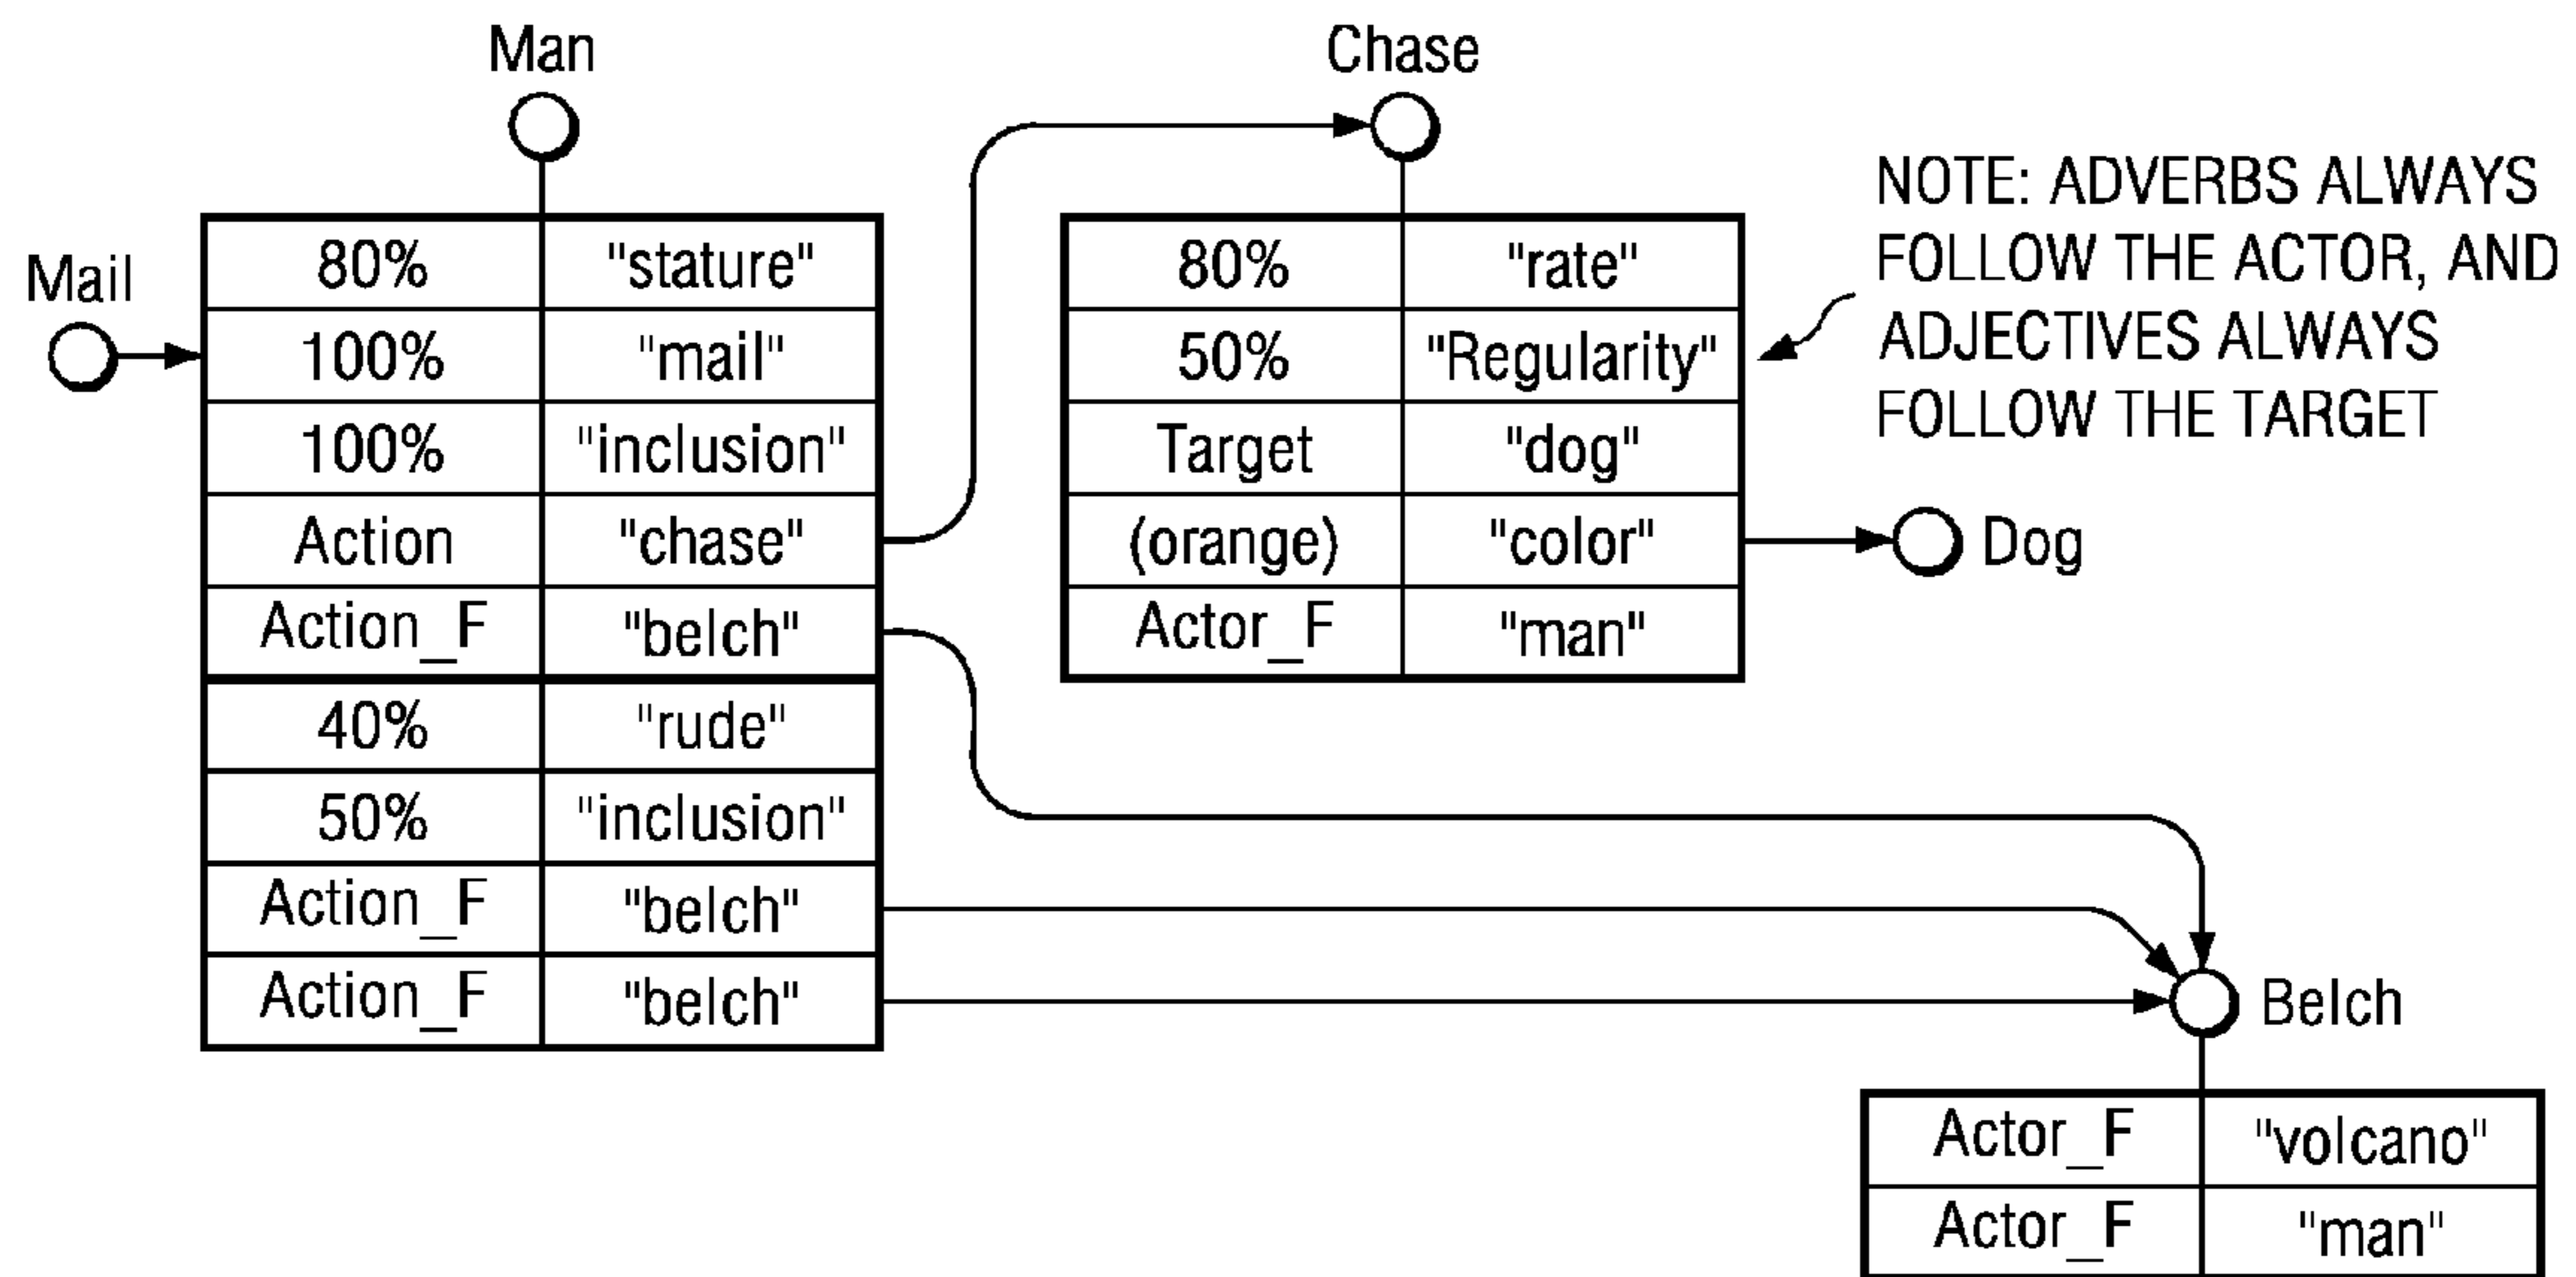 Man
Chase
Mail
80% "stature"
100% "mail"
100% "inclusion"
Action "chase"
Action_F "belch"
40% "rude"
50% "inclusion"
Action_F "belch"
Action_F "belch"
80% "rate"
50% "Regularity"
Target "dog"
(orange) "color"
Actor_F "man"
NOTE: ADVERBS ALWAYS
FOLLOW THE ACTOR, AND
ADJECTIVES ALWAYS
FOLLOW THE TARGET
Dog
Belch
Actor_F "volcano"
Actor_F "man"